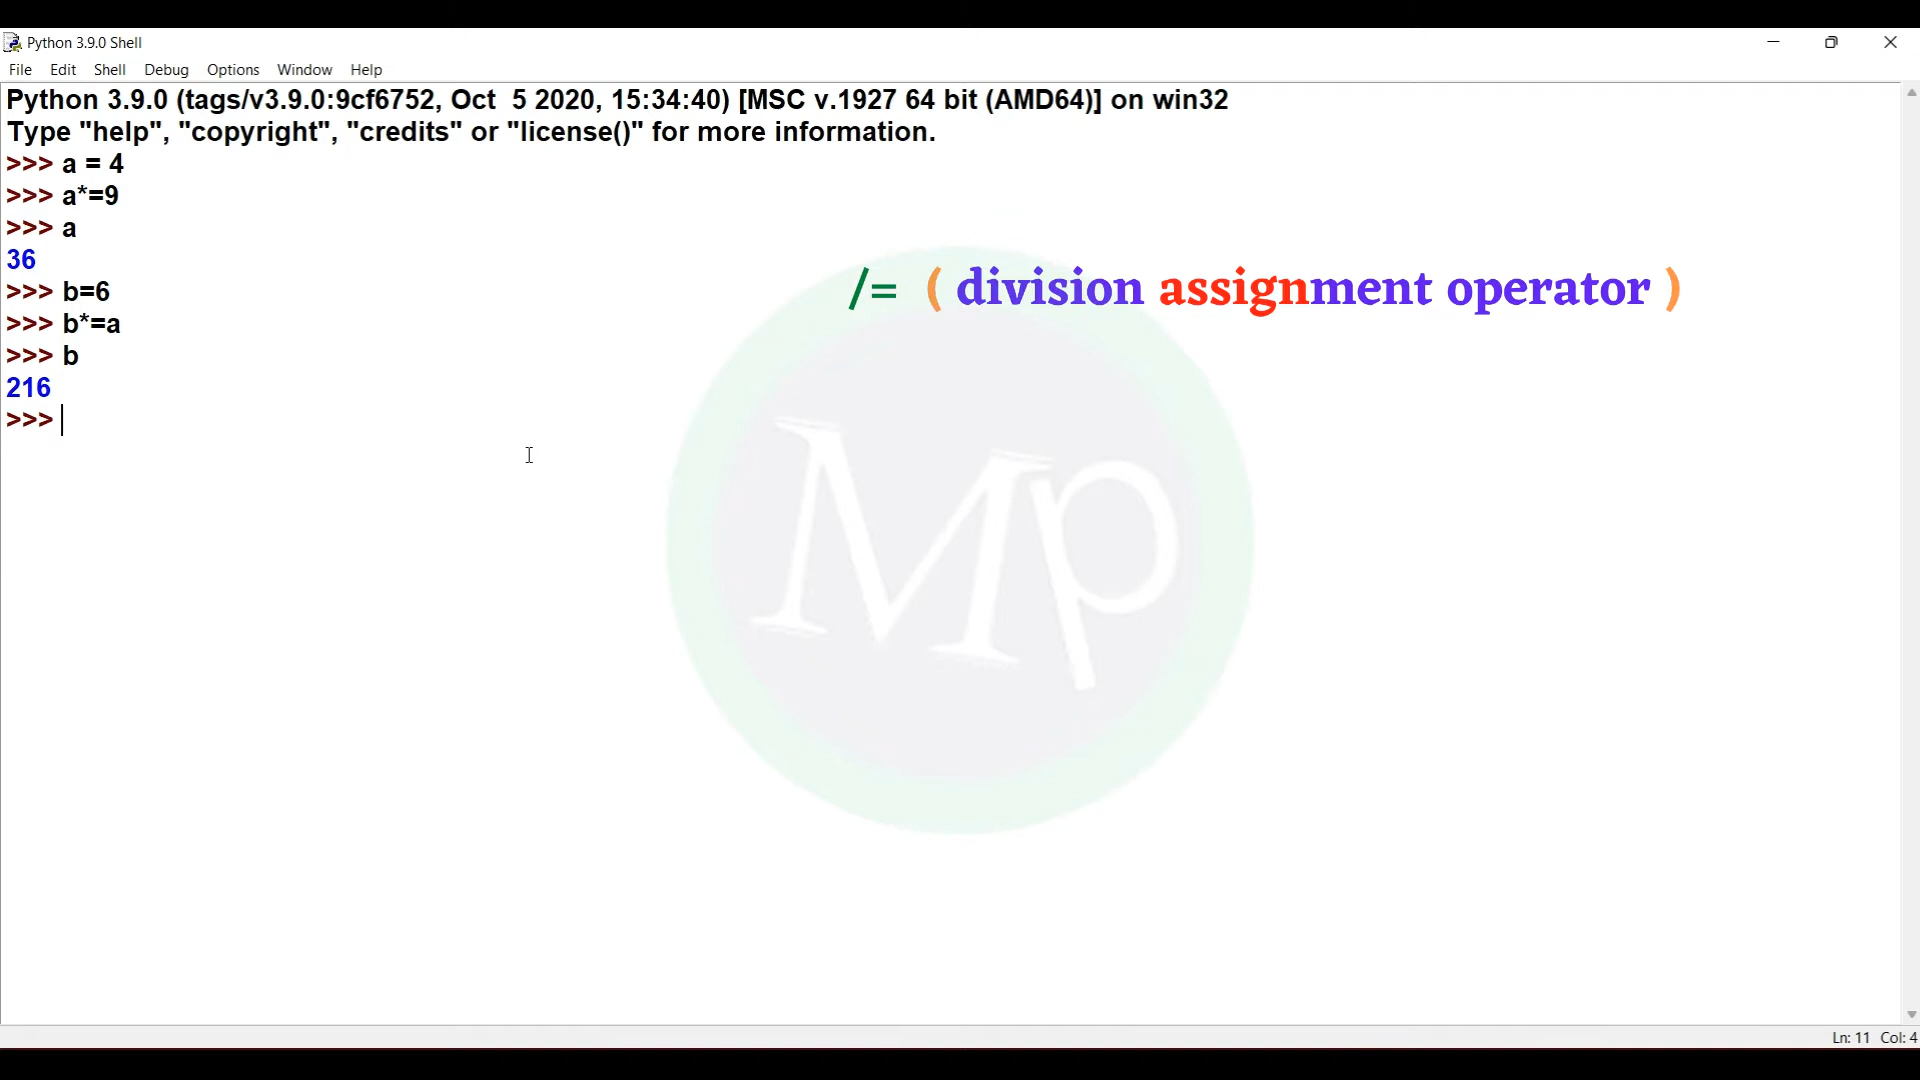 Python 3.9.0 Shell
File Edit Shell Debug Options Window Help
Python 3.9.0 (tags/v3.9.0:9cf6752, Oct  5 2020, 15:34:40) [MSC v.1927 64 bit (AMD64)] on win32
Type "help", "copyright", "credits" or "license()" for more information.
>>> a = 4
>>> a*=9
>>> a
36
>>> b=6
>>> b*=a
>>> b
216
>>>
/= ( division assignment operator )
Mp
Ln: 11 Col: 4